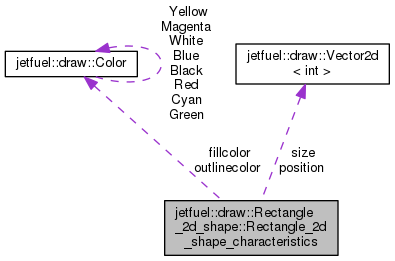 Yellow
Magenta
White
Blue
Black
Red
Cyan
Green
jetfuel::draw::Color
jetfuel::draw::Vector2d
< int >
fillcolor
outlinecolor
size
position
jetfuel::draw::Rectangle
_2d_shape::Rectangle_2d
_shape_characteristics